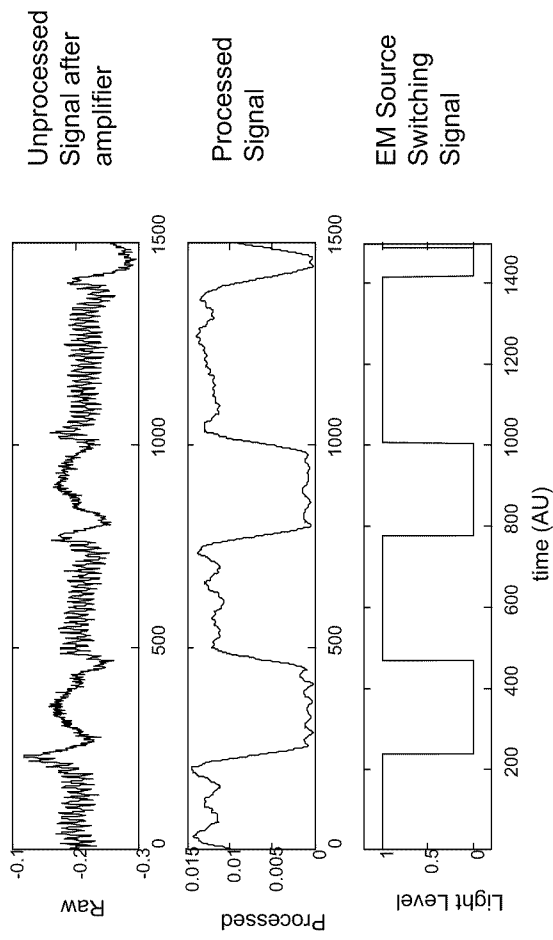 Unprocessed
Signal after
amplifier
Raw
-0.1
-0.2
-0.3
0
500
1000
1500
Processed
Signal
Processed
0.015
0.01
0.005
0
0
500
1000
1500
EM Source
Switching
Signal
Light Level
1
0.5
0
200
400
600
800
1000
1200
1400
time (AU)